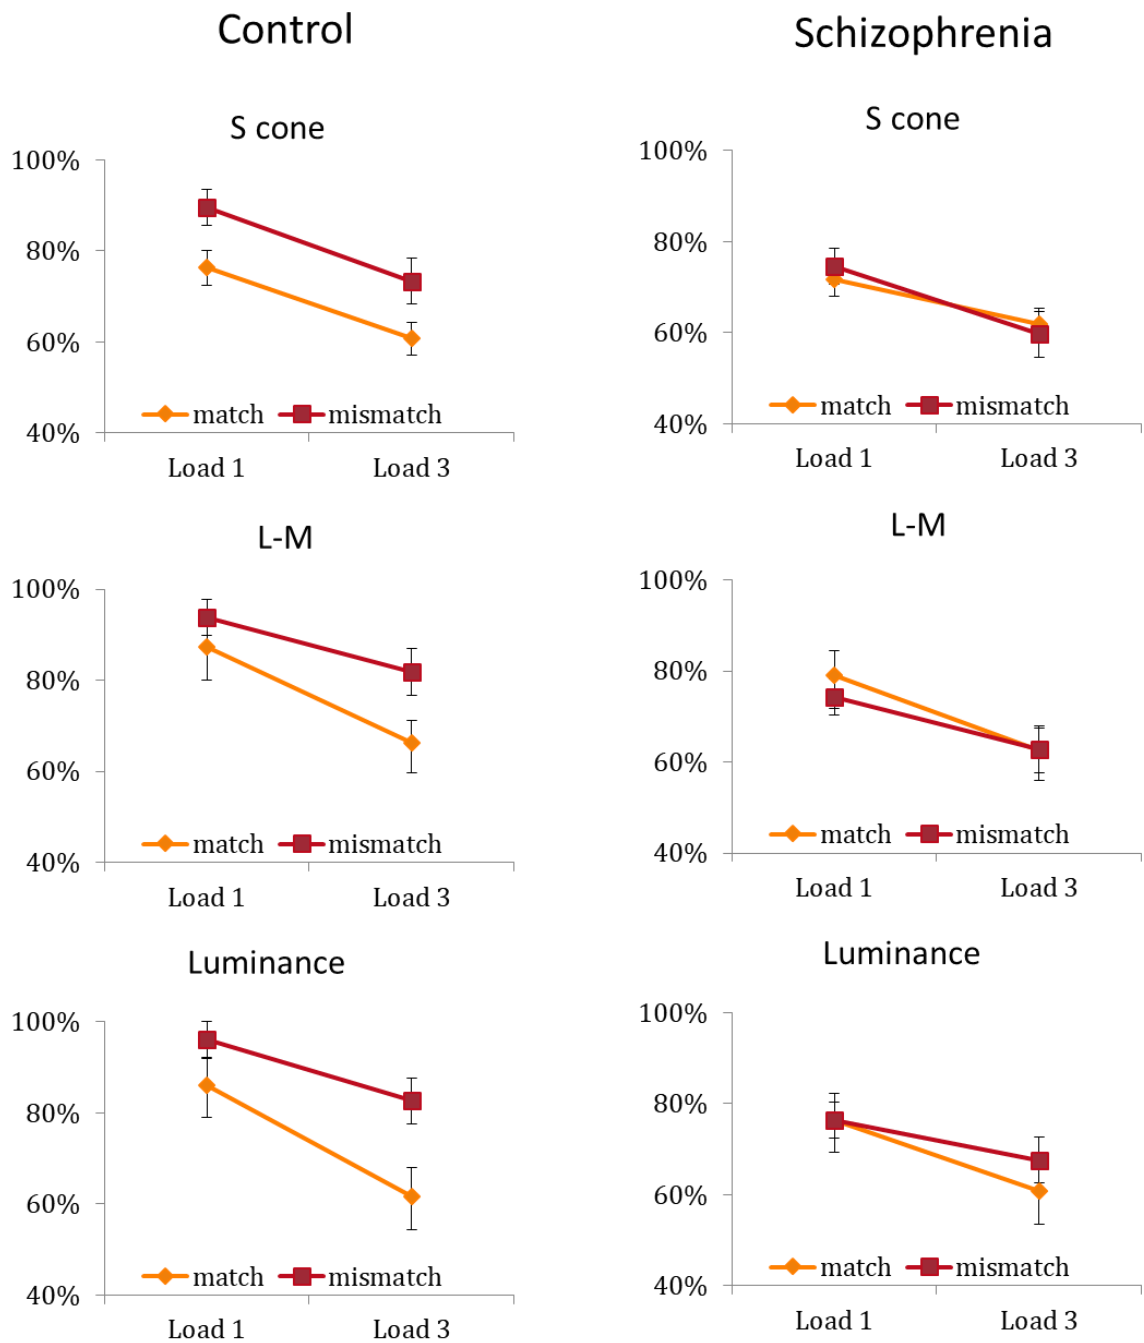 Control
S cone
100%
80%
60%
40%
match mismatch
Load 1 Load 3
L-M
100%
80%
60%
40%
match mismatch
Load 1 Load 3
Luminance
100%
80%
60%
40%
match mismatch
Load 1 Load 3
Schizophrenia
S cone
100%
80%
60%
40%
match mismatch
Load 1 Load 3
L-M
100%
80%
60%
40%
match mismatch
Load 1 Load 3
Luminance
100%
80%
60%
40%
match mismatch
Load 1 Load 3